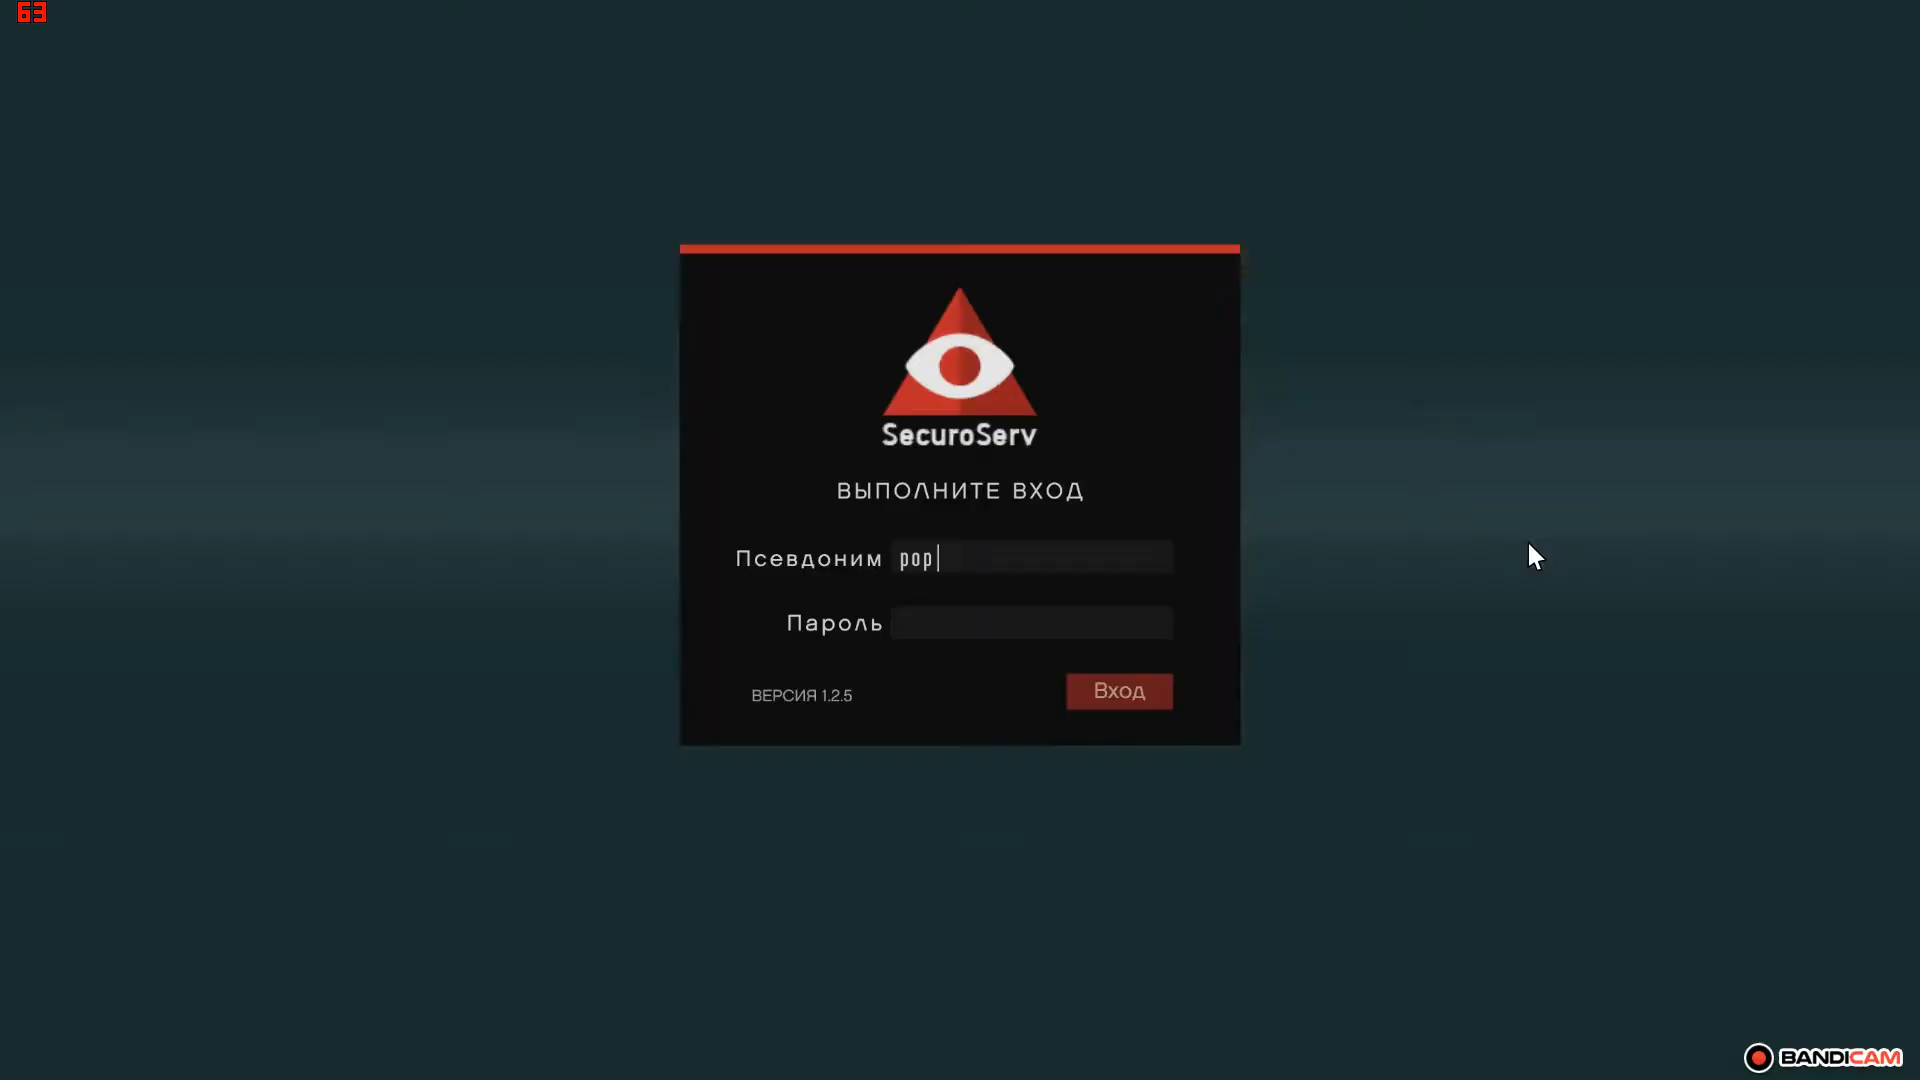 63
SecuroServ
ВЫПОЛНИТЕ ВХОД
Псевдоним pop
Пароль
ВЕРСИЯ 1.2.5
Вход
BANDICAM